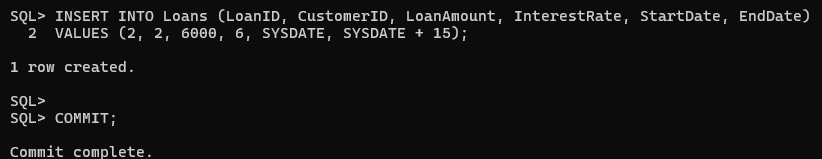 SQL> INSERT INTO Loans (LoanID, CustomerID, LoanAmount, InterestRate, StartDate, EndDate)
  2  VALUES (2, 2, 6000, 6, SYSDATE, SYSDATE + 15);
1 row created.
SQL>
SQL> COMMIT;
Commit complete.